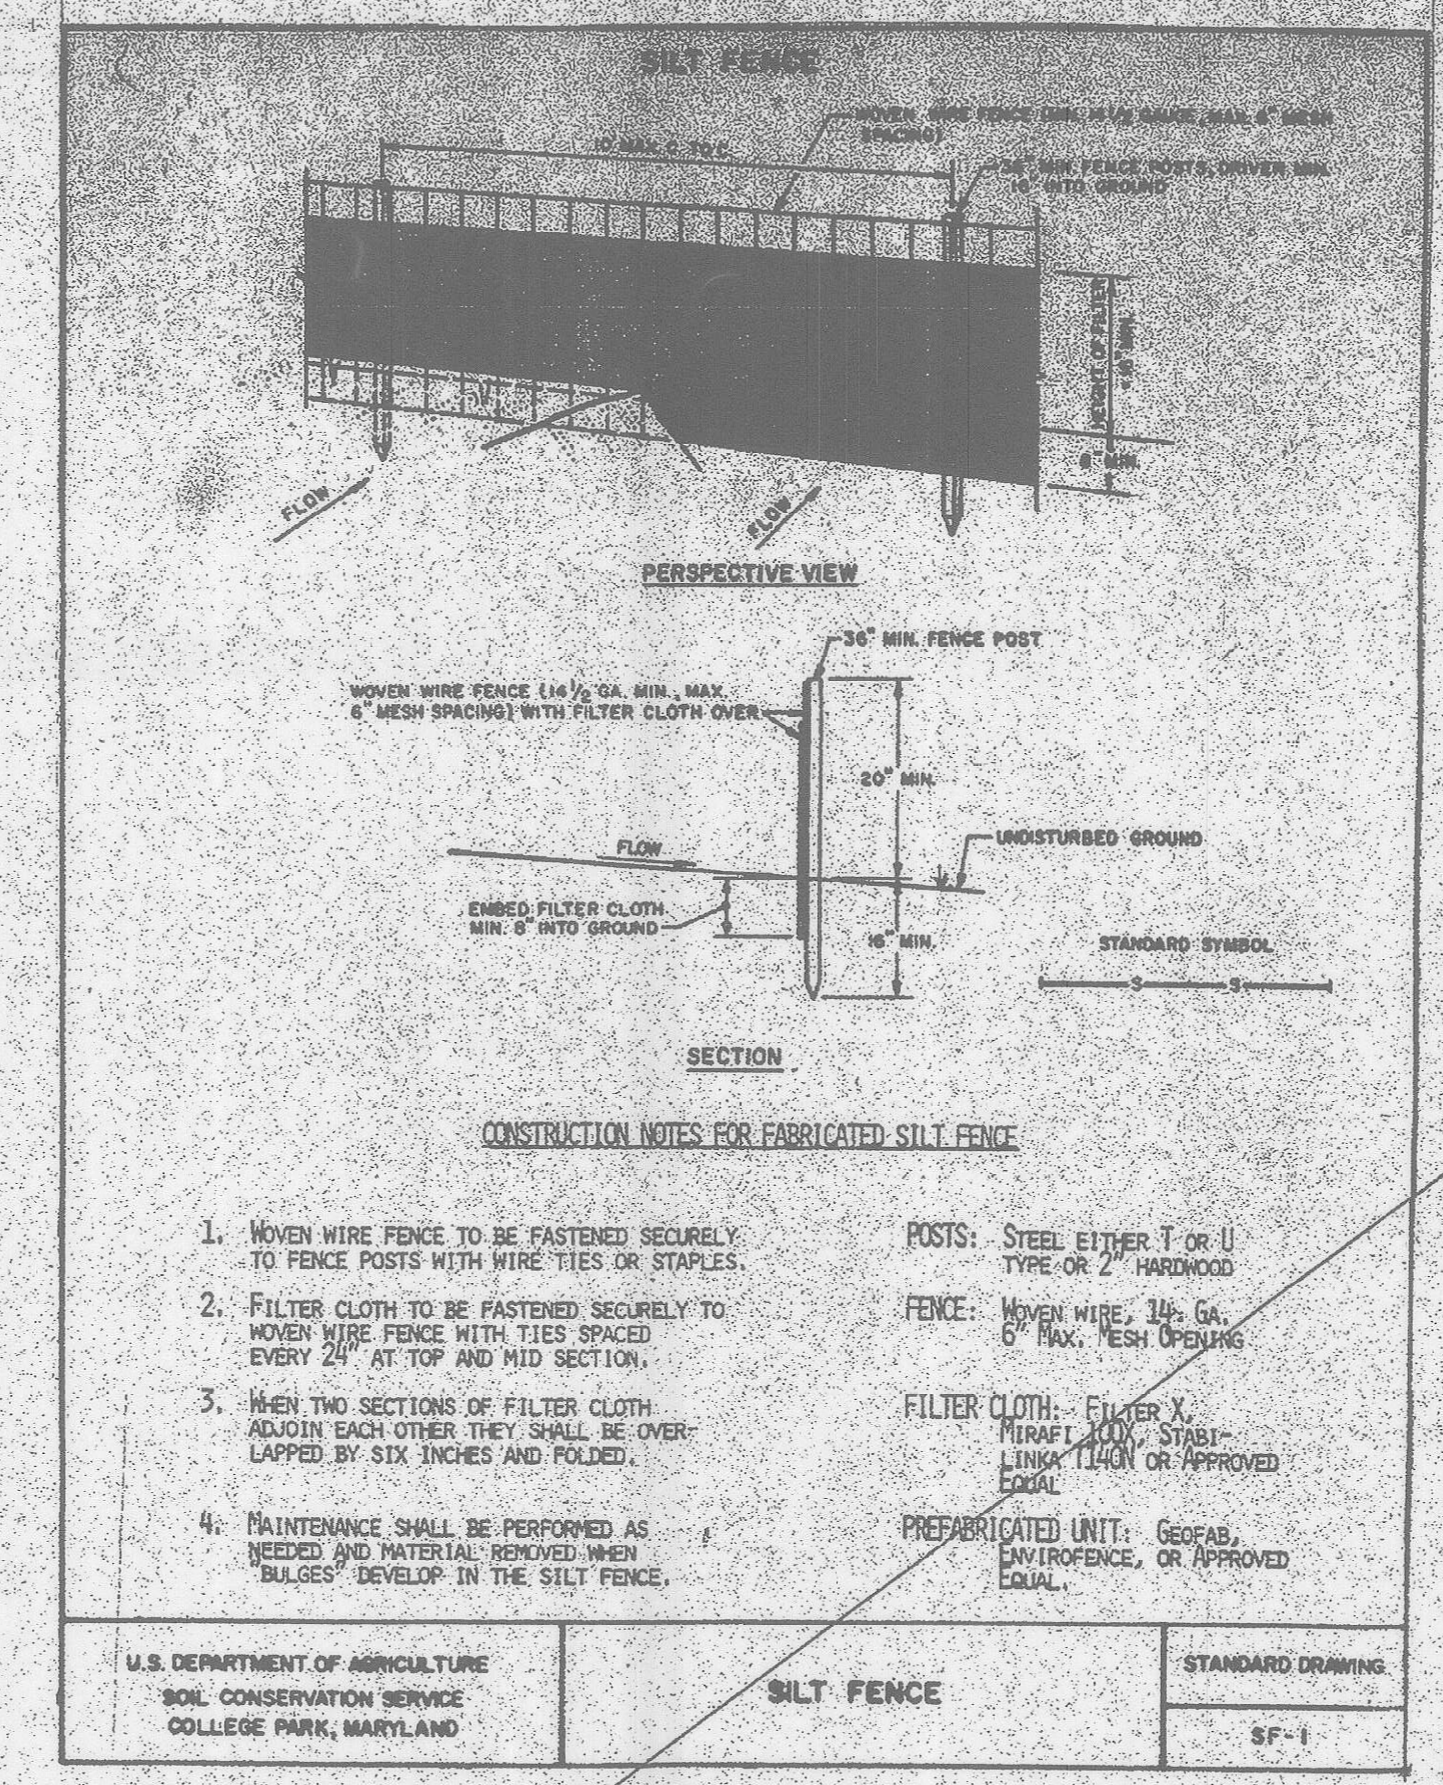 SILT FENCE
WOVEN WIRE FENCE (MIN. 14 1/2 GAUGE, MAX. 6" MESH
SPACING)
10' MAX. C. TO C.
36" MIN. FENCE POSTS, DRIVEN MIN.
16" INTO GROUND
HEIGHT OF FILTER
= 16" MIN.
8" MIN.
FLOW
FLOW
PERSPECTIVE VIEW
36" MIN. FENCE POST
WOVEN WIRE FENCE (14 1/2 GA. MIN., MAX.
6" MESH SPACING) WITH FILTER CLOTH OVER
20" MIN.
UNDISTURBED GROUND
FLOW
EMBED FILTER CLOTH
MIN. 8" INTO GROUND
16" MIN.
STANDARD SYMBOL
S S
SECTION
CONSTRUCTION NOTES FOR FABRICATED SILT FENCE
1. WOVEN WIRE FENCE TO BE FASTENED SECURELY
TO FENCE POSTS WITH WIRE TIES OR STAPLES.
2. FILTER CLOTH TO BE FASTENED SECURELY TO
WOVEN WIRE FENCE WITH TIES SPACED
EVERY 24" AT TOP AND MID SECTION.
3. WHEN TWO SECTIONS OF FILTER CLOTH
ADJOIN EACH OTHER THEY SHALL BE OVER-
LAPPED BY SIX INCHES AND FOLDED.
4. MAINTENANCE SHALL BE PERFORMED AS
NEEDED AND MATERIAL REMOVED WHEN
"BULGES" DEVELOP IN THE SILT FENCE.
POSTS: STEEL EITHER T OR U
TYPE OR 2" HARDWOOD
FENCE: WOVEN WIRE, GA.
6" MAX. MESH OPENING
FILTER CLOTH: FILTER X,
MIRAFI 100X, STABI-
LINKA T140N OR APPROVED
EQUAL
PREFABRICATED UNIT: GEOFAB,
ENVIROFENCE, OR APPROVED
EQUAL.
U.S. DEPARTMENT OF AGRICULTURE
SOIL CONSERVATION SERVICE
COLLEGE PARK, MARYLAND
SILT FENCE
STANDARD DRAWING
SF-1